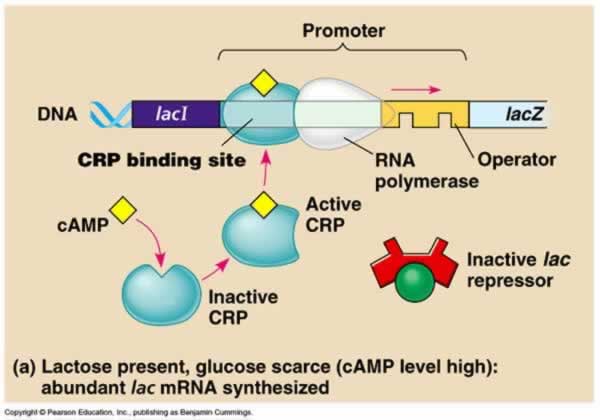 Promoter
DNA
lacI
lacZ
CRP binding site
RNA
polymerase
Operator
cAMP
Active
CRP
Inactive
CRP
Inactive lac
repressor
(a) Lactose present, glucose scarce (cAMP level high):
abundant lac mRNA synthesized
Copyright © Pearson Education, Inc., publishing as Benjamin Cummings.